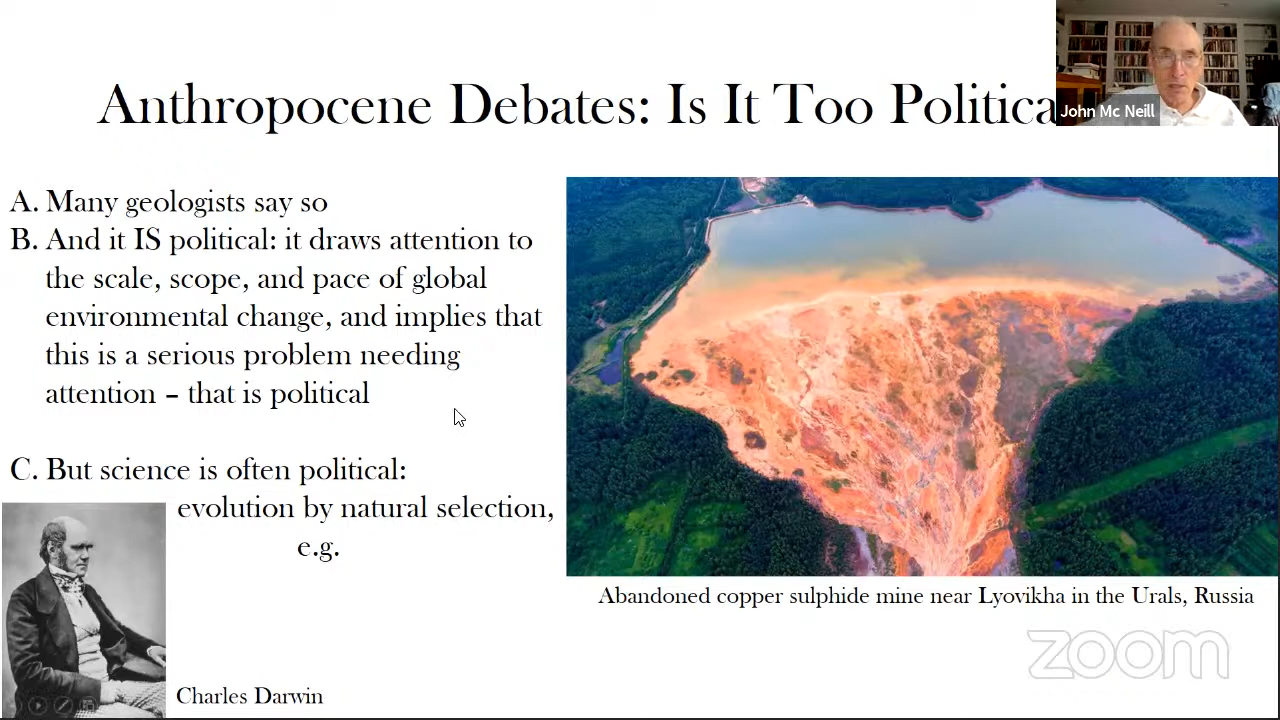 Anthropocene Debates: Is It Too Politica
John Mc Neill
A. Many geologists say so
B. And it IS political: it draws attention to
the scale, scope, and pace of global
environmental change, and implies that
this is a serious problem needing
attention – that is political
C. But science is often political:
evolution by natural selection,
e.g.
Charles Darwin
Abandoned copper sulphide mine near Lyovikha in the Urals, Russia
zoom